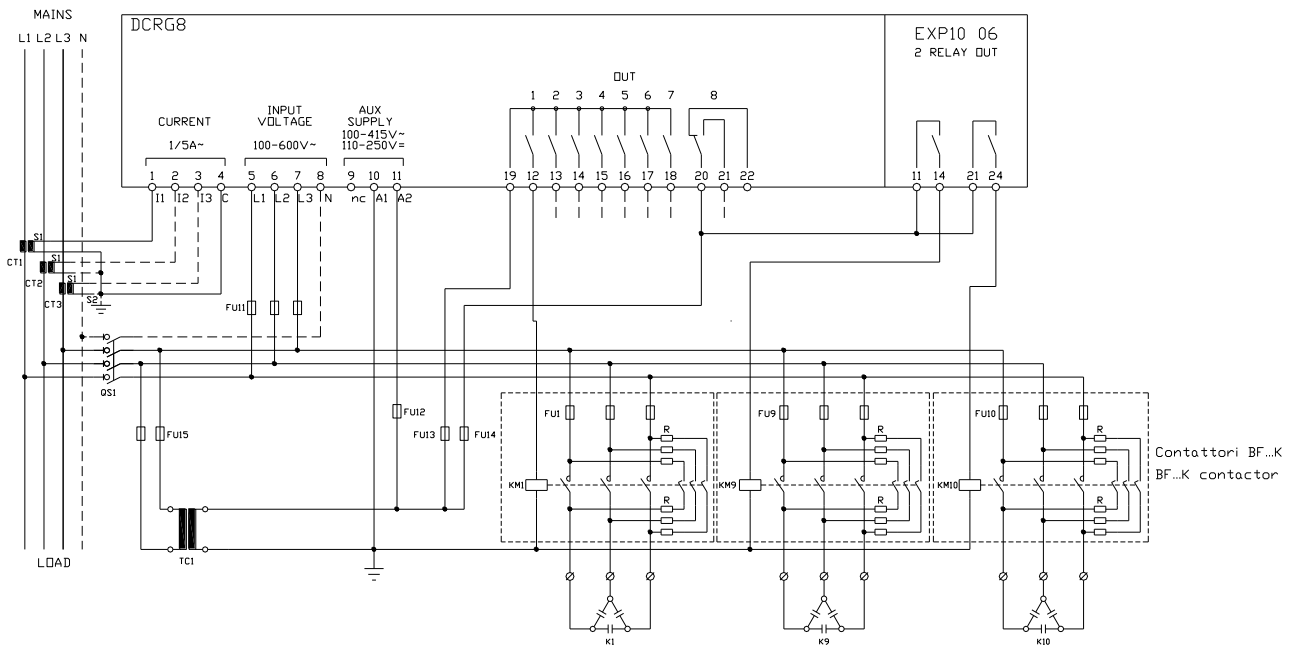 MAINS
L1 L2 L3 N
DCRG8
EXP10 06
2 RELAY OUT
OUT
1 2 3 4 5 6 7 8
CURRENT
1/5A~
INPUT
VOLTAGE
100-600V~
AUX
SUPPLY
100-415V~
110-250V=
1 2 3 4 5 6 7 8 9 10 11 19 12 13 14 15 16 17 18 20 21 22 11 14 21 24
I1 I2 I3 C L1 L2 L3 N nc A1 A2
S1
CT1
S1
CT2
S1
CT3
S2
FU11
QS1
FU15
FU12
FU13
FU14
FU1
FU9
FU10
R
R
R
Contattori BF...K
BF...K contactor
KM1
KM9
KM10
R
R
R
TC1
LOAD
K1
K9
K10